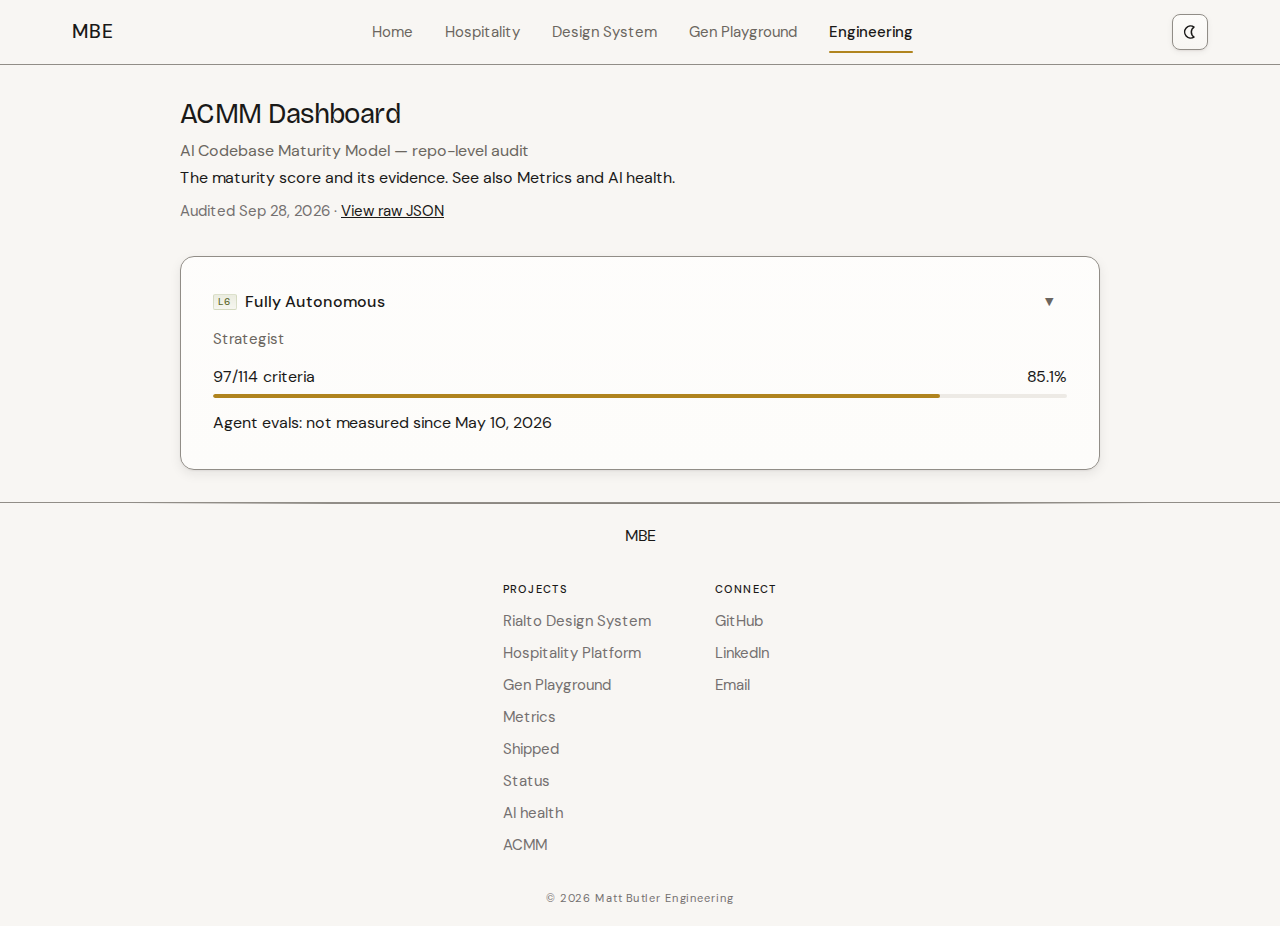 MBE
Home Hospitality Design System Gen Playground Engineering
ACMM Dashboard
AI Codebase Maturity Model — repo-level audit
The maturity score and its evidence. See also Metrics and AI health.
Audited Sep 28, 2026 · View raw JSON
L6 Fully Autonomous ▼
Strategist
97/114 criteria 85.1%
Agent evals: not measured since May 10, 2026
MBE
PROJECTS
Rialto Design System
Hospitality Platform
Gen Playground
Metrics
Shipped
Status
AI health
ACMM
CONNECT
GitHub
LinkedIn
Email
© 2026 Matt Butler Engineering